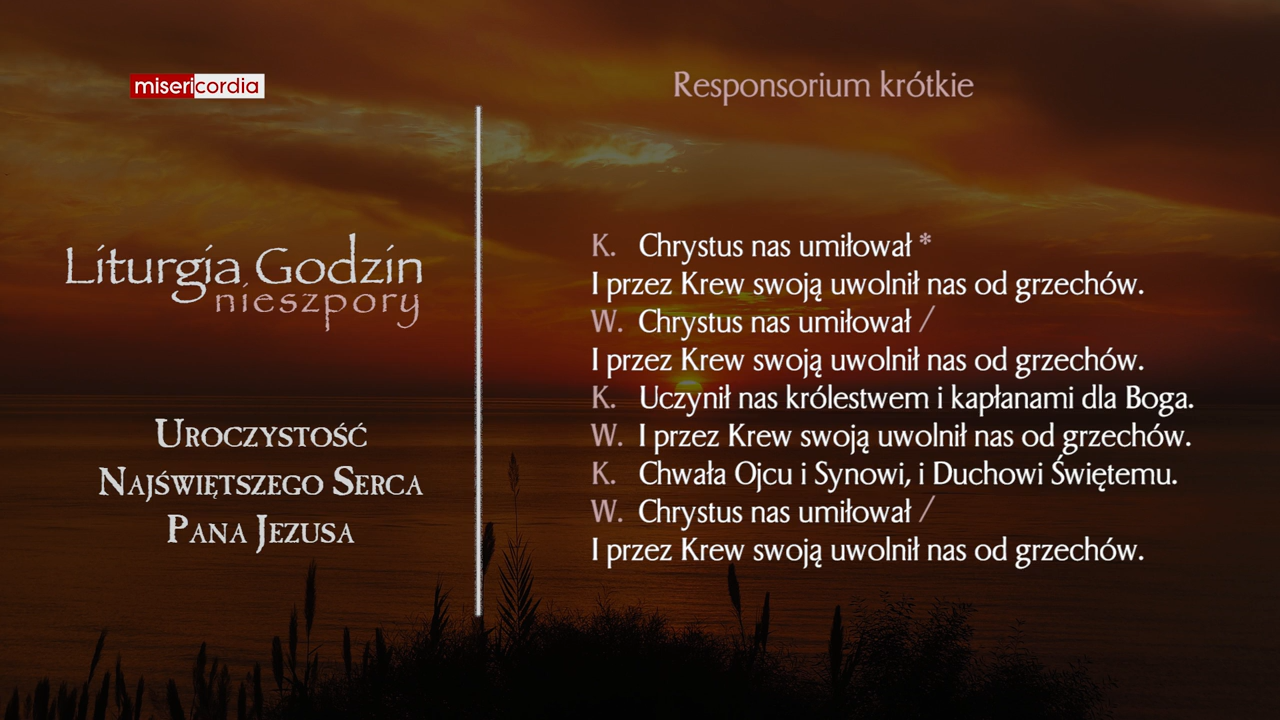 misericordia
Liturgia Godzin
nieszpory
Uroczystość
Najświętszego Serca
Pana Jezusa
Responsorium krótkie
K. Chrystus nas umiłował *
I przez Krew swoją uwolnił nas od grzechów.
W. Chrystus nas umiłował /
I przez Krew swoją uwolnił nas od grzechów.
K. Uczynił nas królestwem i kapłanami dla Boga.
W. I przez Krew swoją uwolnił nas od grzechów.
K. Chwała Ojcu i Synowi, i Duchowi Świętemu.
W. Chrystus nas umiłował /
I przez Krew swoją uwolnił nas od grzechów.